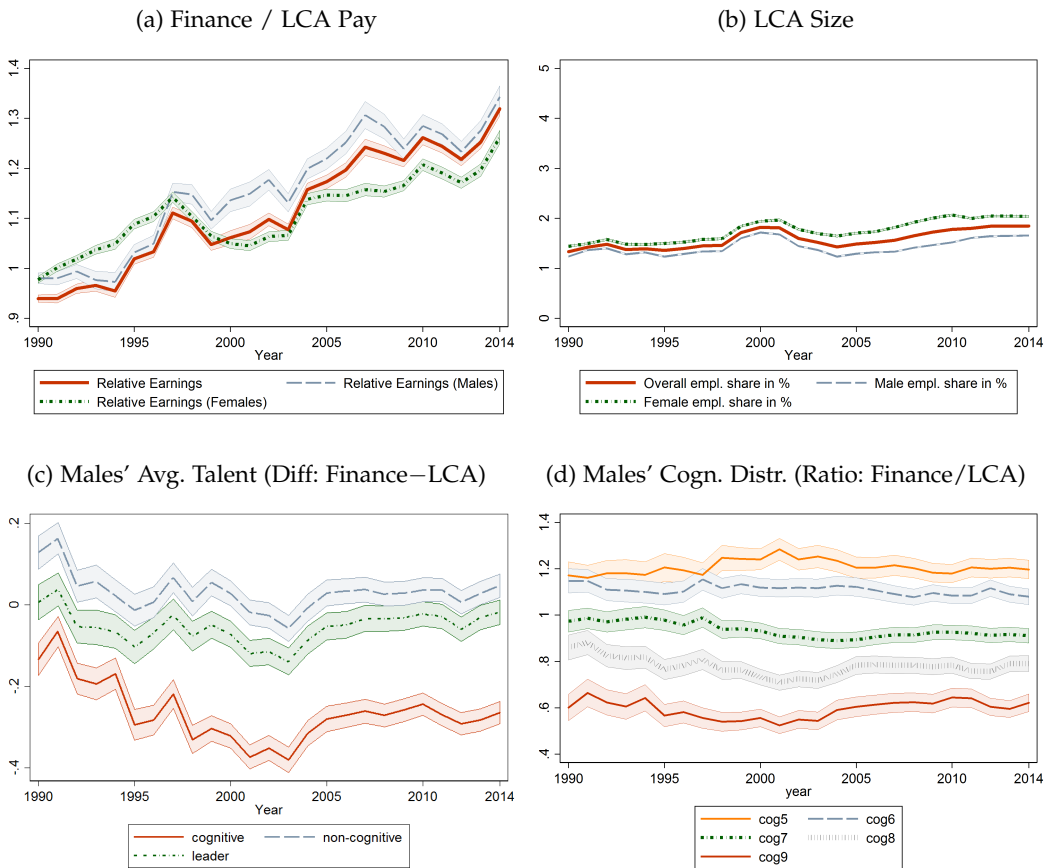 (a) Finance / LCA Pay
1.4
1.3
1.2
1.1
1
.9
1990
1995
2000
2005
2010
2014
Year
Relative Earnings
Relative Earnings (Males)
Relative Earnings (Females)
(b) LCA Size
5
4
3
2
1
0
1990
1995
2000
2005
2010
2014
Year
Overall empl. share in %
Male empl. share in %
Female empl. share in %
(c) Males' Avg. Talent (Diff: Finance−LCA)
.2
0
-.2
-.4
1990
1995
2000
2005
2010
2014
Year
cognitive
non-cognitive
leader
(d) Males' Cogn. Distr. (Ratio: Finance/LCA)
1.4
1.2
1
.8
.6
.4
1990
1995
2000
2005
2010
2014
year
cog5
cog6
cog7
cog8
cog9